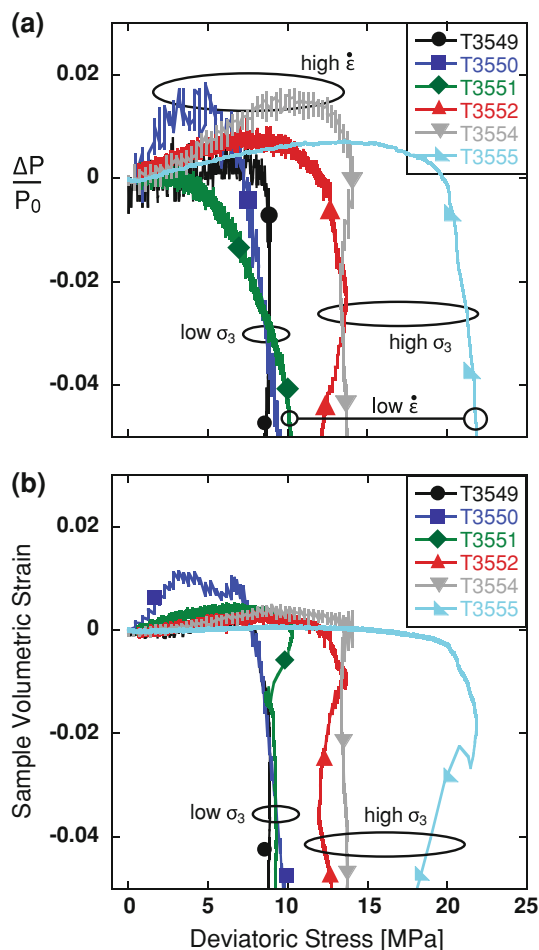 (a)
high ε̇
T3549
T3550
T3551
T3552
T3554
T3555
ΔP
P₀
0.02
0
-0.02
-0.04
low σ₃
high σ₃
low ε̇
(b)
T3549
T3550
T3551
T3552
T3554
T3555
Sample Volumetric Strain
0.02
0
-0.02
-0.04
low σ₃
high σ₃
0 5 10 15 20 25
Deviatoric Stress [MPa]